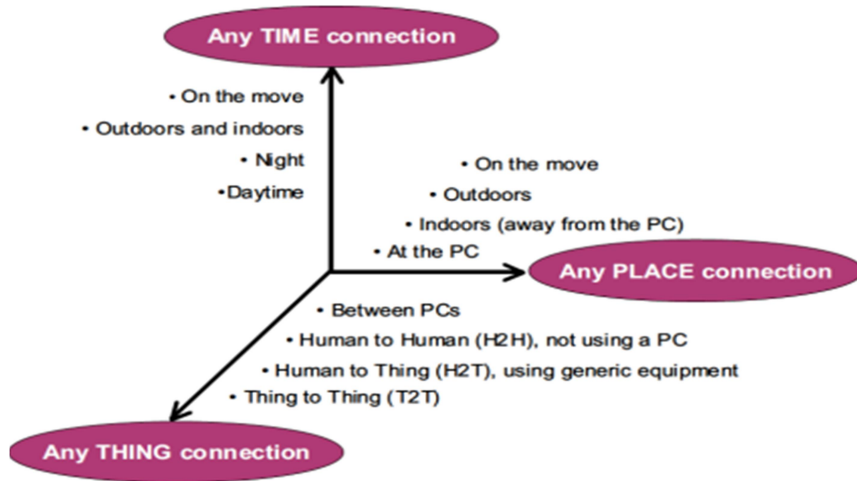 Any TIME connection
• On the move
• Outdoors and indoors
• Night
•Daytime
• On the move
• Outdoors
• Indoors (away from the PC)
• At the PC
Any PLACE connection
• Between PCs
• Human to Human (H2H), not using a PC
• Human to Thing (H2T), using generic equipment
• Thing to Thing (T2T)
Any THING connection